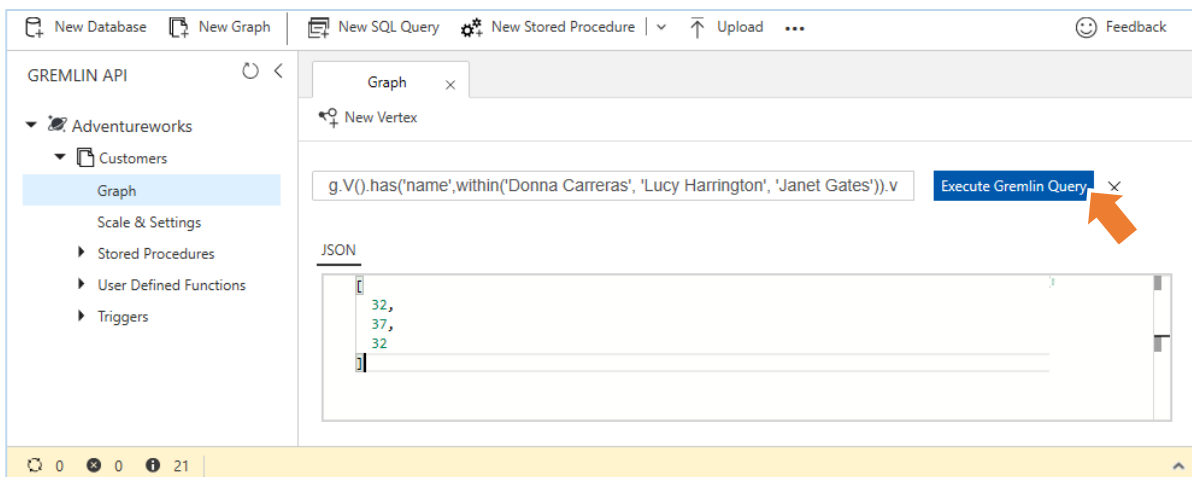 New Database New Graph New SQL Query New Stored Procedure Upload ••• Feedback
GREMLIN API
Graph
New Vertex
Adventureworks
Customers
Graph
Scale & Settings
Stored Procedures
User Defined Functions
Triggers
g.V().has('name',within('Donna Carreras', 'Lucy Harrington', 'Janet Gates')).v
Execute Gremlin Query
JSON
[
32,
37,
32
]
0 0 21